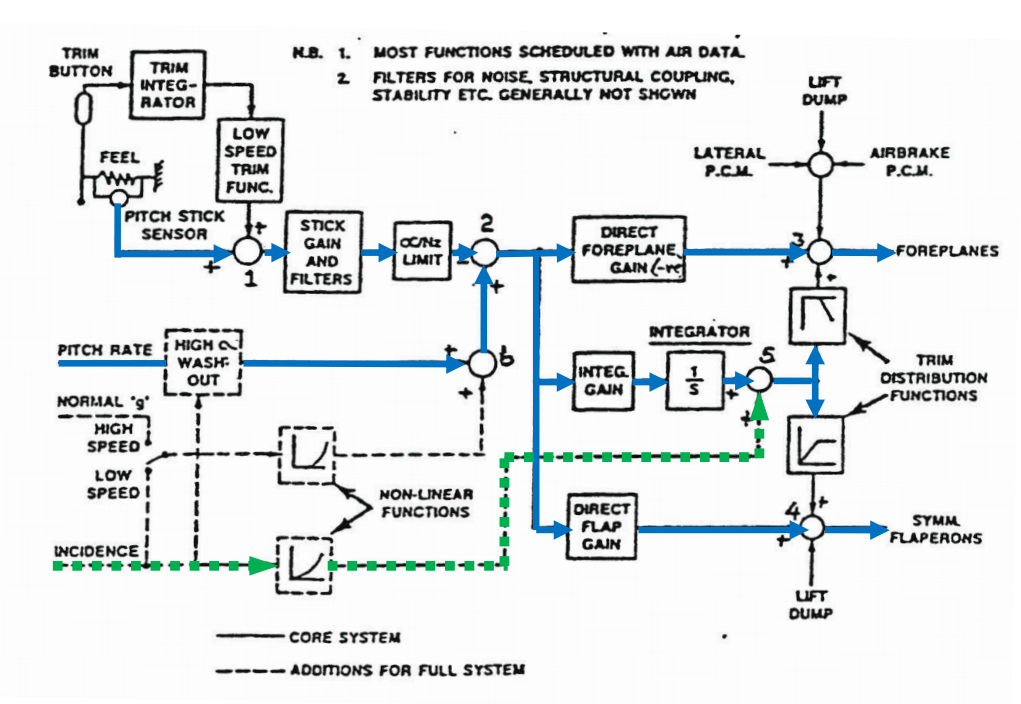 N.B. 1. MOST FUNCTIONS SCHEDULED WITH AIR DATA.
2 FILTERS FOR NOISE, STRUCTURAL COUPLING,
STABILITY ETC. GENERALLY NOT SHOWN
TRIM
BUTTON
TRIM
INTEG-
RATOR
LOW
SPEED
TRIM
FUNC.
FEEL
PITCH STICK
SENSOR
+
+
1
STICK
GAIN
AND
FILTERS
α/Nz
LIMIT
2
-
+
DIRECT
FOREPLANE
GAIN (-ve)
LIFT
DUMP
LATERAL
P.C.M.
AIRBRAKE
P.C.M.
3
+
+
FOREPLANES
PITCH RATE
HIGH α
WASH-
OUT
+
6
+
INTEGRATOR
INTEG.
GAIN
1
S
5
+
+
TRIM
DISTRIBUTION
FUNCTIONS
NORMAL "g"
HIGH
SPEED
LOW
SPEED
NON-LINEAR
FUNCTIONS
INCIDENCE
DIRECT
FLAP
GAIN
4
+
+
SYMM.
FLAPERONS
LIFT
DUMP
CORE SYSTEM
ADDITIONS FOR FULL SYSTEM